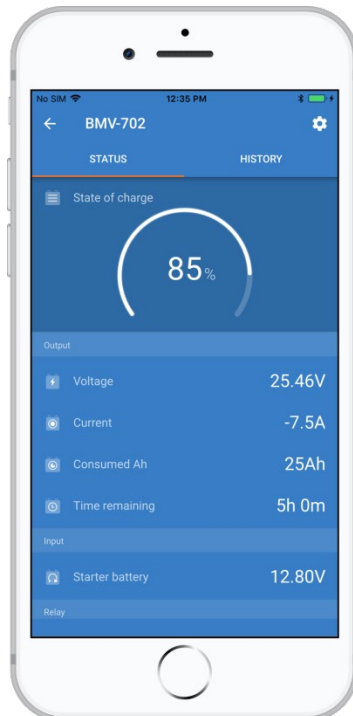 No SIM 12:35 PM
BMV-702
STATUS HISTORY
State of charge
85%
Output
Voltage 25.46V
Current -7.5A
Consumed Ah 25Ah
Time remaining 5h 0m
Input
Starter battery 12.80V
Relay